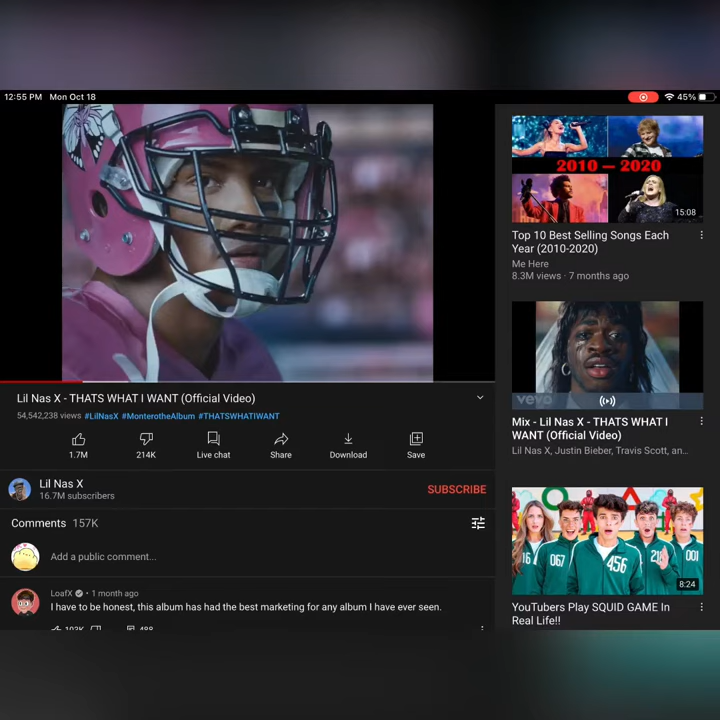 12:55 PM Mon Oct 18
45%
Lil Nas X - THATS WHAT I WANT (Official Video)
54,542,238 views #LilNasX #MonterotheAlbum #THATSWHATIWANT
1.7M 214K Live chat Share Download Save
Lil Nas X
16.7M subscribers
SUBSCRIBE
Comments 157K
Add a public comment...
LoafX • 1 month ago
I have to be honest, this album has had the best marketing for any album I have ever seen.
2010 — 2020
15:08
Top 10 Best Selling Songs Each
Year (2010-2020)
Me Here
8.3M views · 7 months ago
vevo
Mix - Lil Nas X - THATS WHAT I
WANT (Official Video)
Lil Nas X, Justin Bieber, Travis Scott, an...
067
456
001
8:24
YouTubers Play SQUID GAME In
Real Life!!